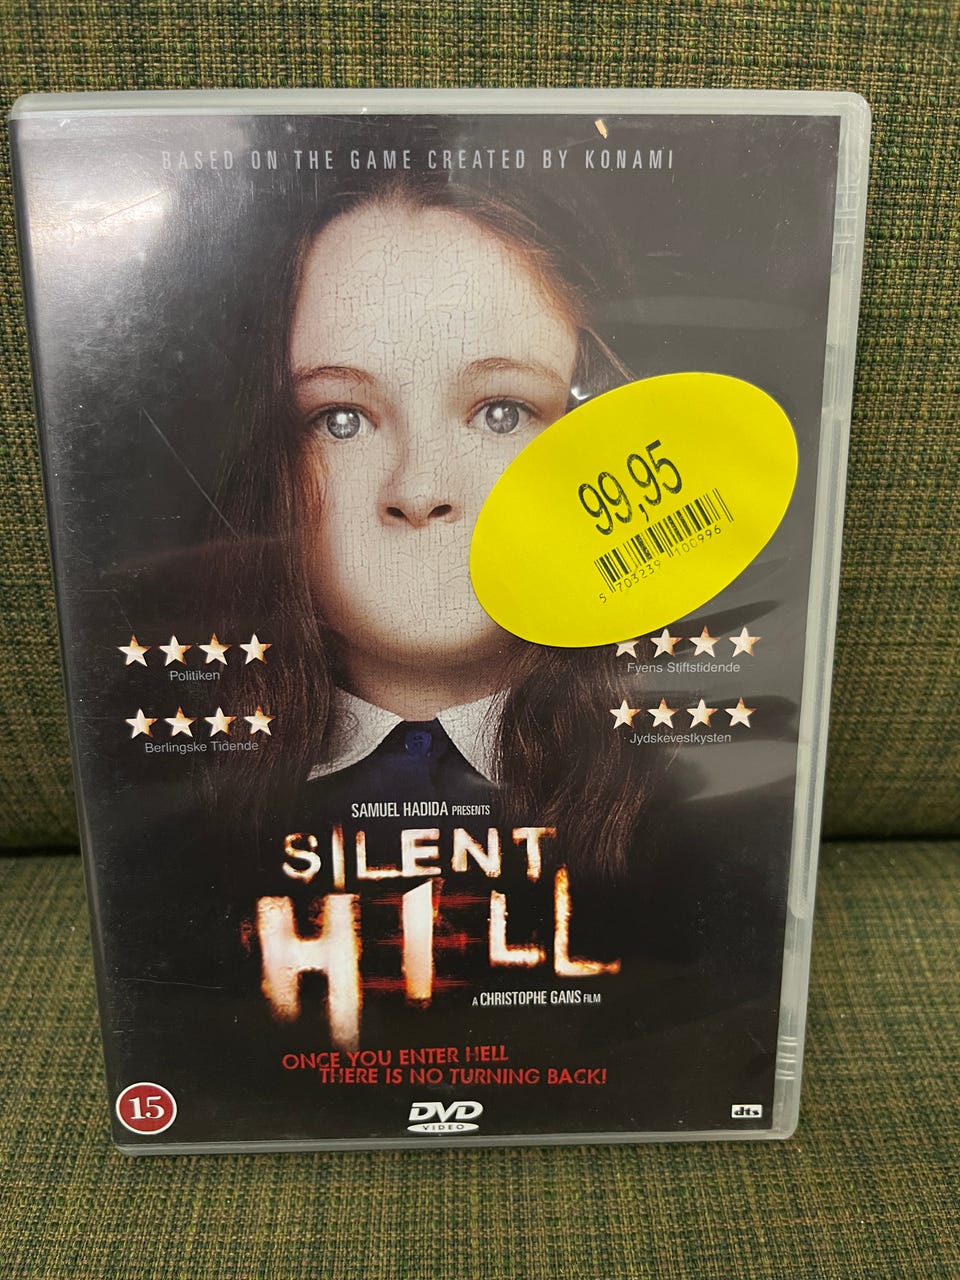 BASED ON THE GAME CREATED BY KONAMI
99,95
5 703239 100996
Politiken
Fyens Stiftstidende
Berlingske Tidende
Jydskevestkysten
SAMUEL HADIDA PRESENTS
SILENT
HILL
A CHRISTOPHE GANS FILM
ONCE YOU ENTER HELL
THERE IS NO TURNING BACK!
15
DVD
VIDEO
dts